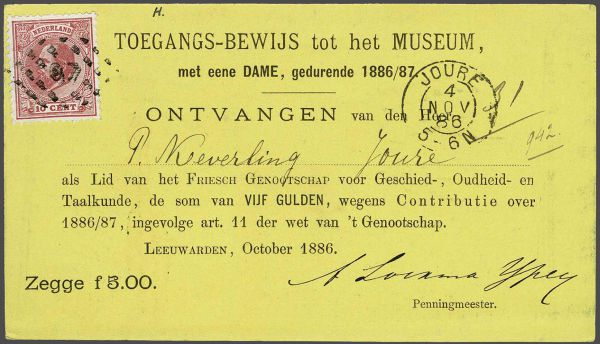 H.
NEDERLAND
10 CENT
TOEGANGS-BEWIJS tot het MUSEUM,
met eene DAME, gedurende 1886/87.
JOURE
4
NOV
86
6N
ONTVANGEN van den Heer
942.
P. Neverling Joure
als Lid van het FRIESCH GENOOTSCHAP voor Geschied-, Oudheid- en
Taalkunde, de som van VIJF GULDEN, wegens Contributie over
1886/87, ingevolge art. 11 der wet van 't Genootschap.
LEEUWARDEN, October 1886.
Zegge f 5.00.
A Looxma Ypey
Penningmeester.